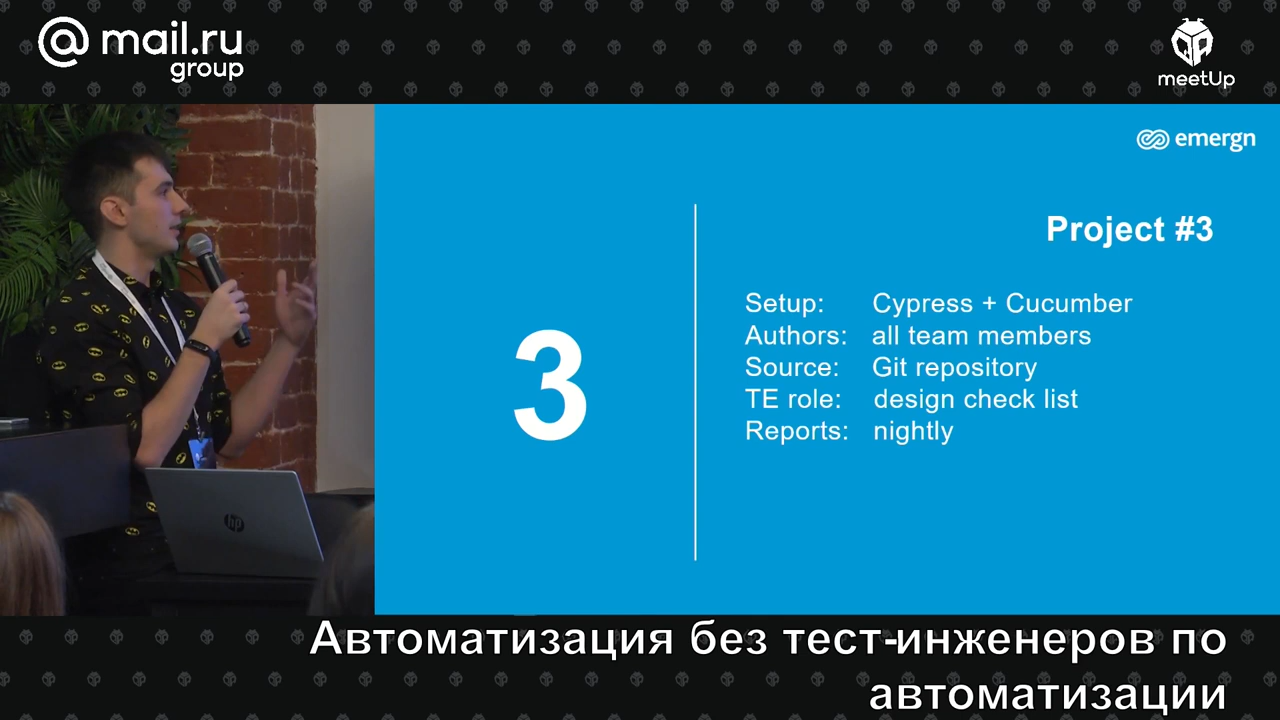 @mail.ru
group
meetUp
emergn
Project #3
3
Setup: Cypress + Cucumber
Authors: all team members
Source: Git repository
TE role: design check list
Reports: nightly
hp
Автоматизация без тест-инженеров по
автоматизации